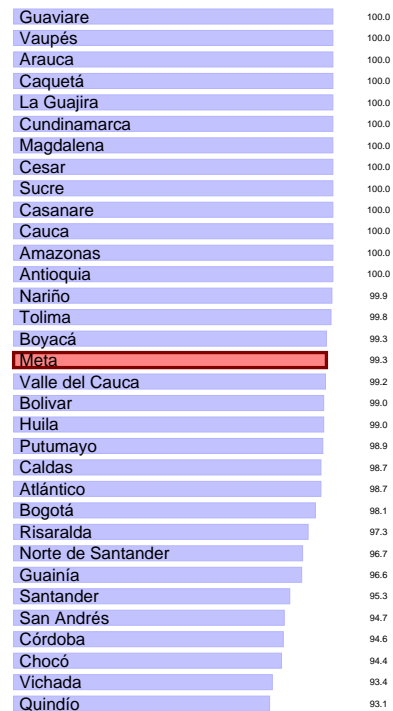 Guaviare 100.0
Vaupés 100.0
Arauca 100.0
Caquetá 100.0
La Guajira 100.0
Cundinamarca 100.0
Magdalena 100.0
Cesar 100.0
Sucre 100.0
Casanare 100.0
Cauca 100.0
Amazonas 100.0
Antioquia 100.0
Nariño 99.9
Tolima 99.8
Boyacá 99.3
Meta 99.3
Valle del Cauca 99.2
Bolivar 99.0
Huila 99.0
Putumayo 98.9
Caldas 98.7
Atlántico 98.7
Bogotá 98.1
Risaralda 97.3
Norte de Santander 96.7
Guainía 96.6
Santander 95.3
San Andrés 94.7
Córdoba 94.6
Chocó 94.4
Vichada 93.4
Quindío 93.1